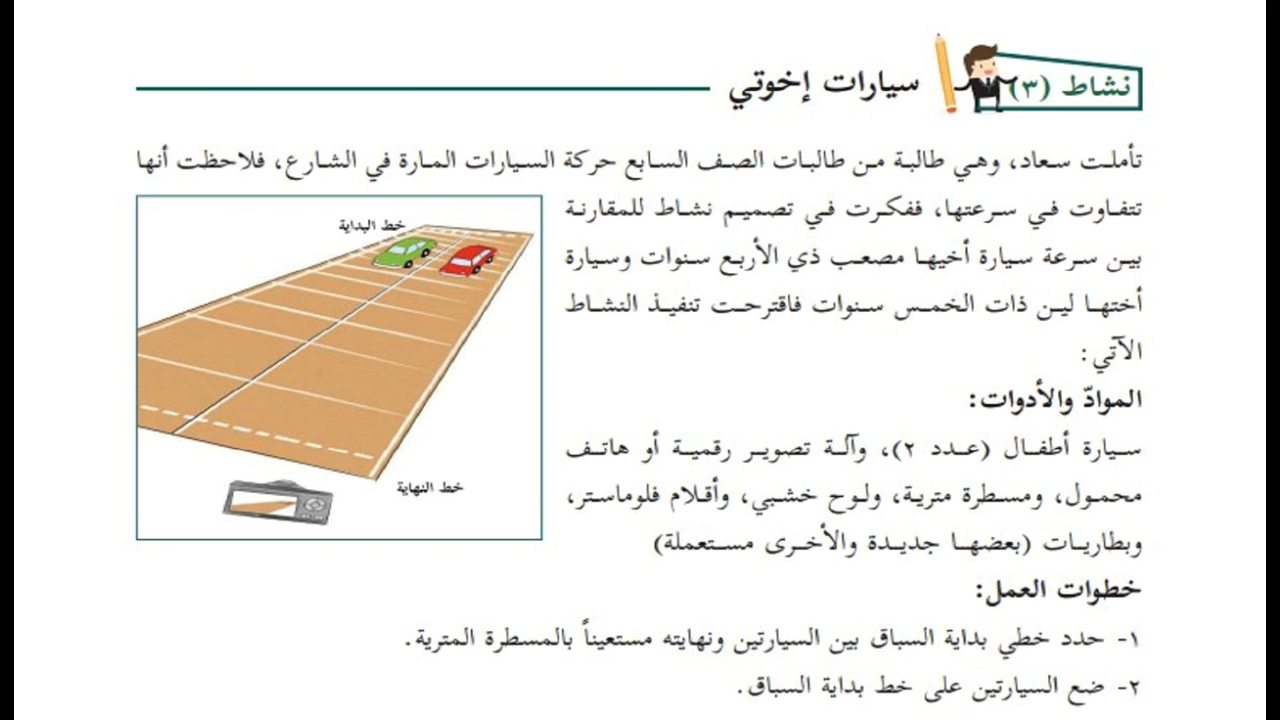 نشاط (٣)
سيارات إخوتي
تأملت سعاد، وهي طالبة من طالبات الصف السابع حركة السيارات المارة في الشارع، فلاحظت أنها
تتفاوت في سرعتها، ففكرت في تصميم نشاط للمقارنة
بين سرعة سيارة أخيها مصعب ذي الأربع سنوات وسيارة
أختها لين ذات الخمس سنوات فاقترحت تنفيذ النشاط
الآتي:
خط البداية
خط النهاية
الموادّ والأدوات:
سيارة أطفال (عدد ٢)، وآلة تصوير رقمية أو هاتف
محمول، ومسطرة مترية، ولوح خشبي، وأقلام فلوماستر،
وبطاريات (بعضها جديدة والأخرى مستعملة)
خطوات العمل:
١- حدد خطي بداية السباق بين السيارتين ونهايته مستعيناً بالمسطرة المترية.
٢- ضع السيارتين على خط بداية السباق.